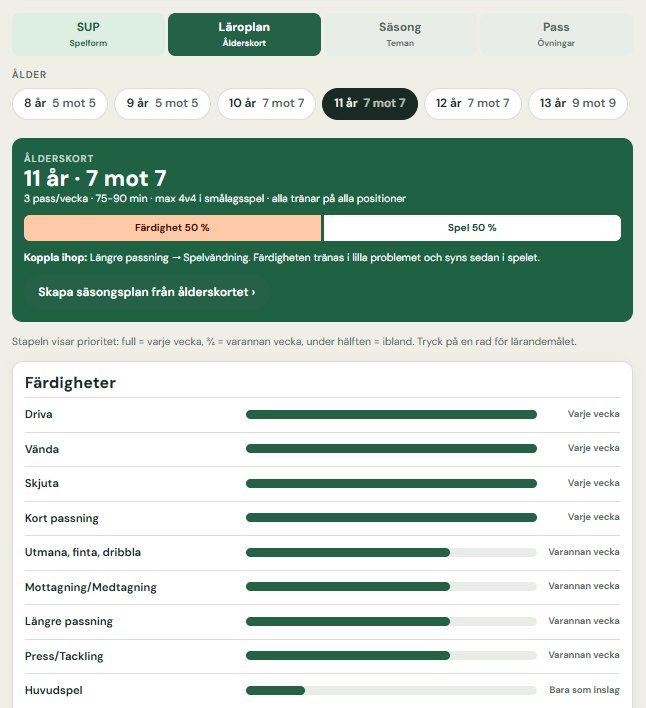 SUP
Spelform
Läroplan
Ålderskort
Säsong
Teman
Pass
Övningar
ÅLDER
8 år 5 mot 5
9 år 5 mot 5
10 år 7 mot 7
11 år 7 mot 7
12 år 7 mot 7
13 år 9 mot 9
ÅLDERSKORT
11 år · 7 mot 7
3 pass/vecka · 75–90 min · max 4v4 i smålagsspel · alla tränar på alla positioner
Färdighet 50 %
Spel 50 %
Koppla ihop: Längre passning → Spelvändning. Färdigheten tränas i lilla problemet och syns sedan i spelet.
Skapa säsongsplan från ålderskortet ›
Stapeln visar prioritet: full = varje vecka, ¾ = varannan vecka, under hälften = ibland. Tryck på en rad för lärandemålet.
Färdigheter
Driva Varje vecka
Vända Varje vecka
Skjuta Varje vecka
Kort passning Varje vecka
Utmana, finta, dribbla Varannan vecka
Mottagning/Medtagning Varannan vecka
Längre passning Varannan vecka
Press/Tackling Varannan vecka
Huvudspel Bara som inslag